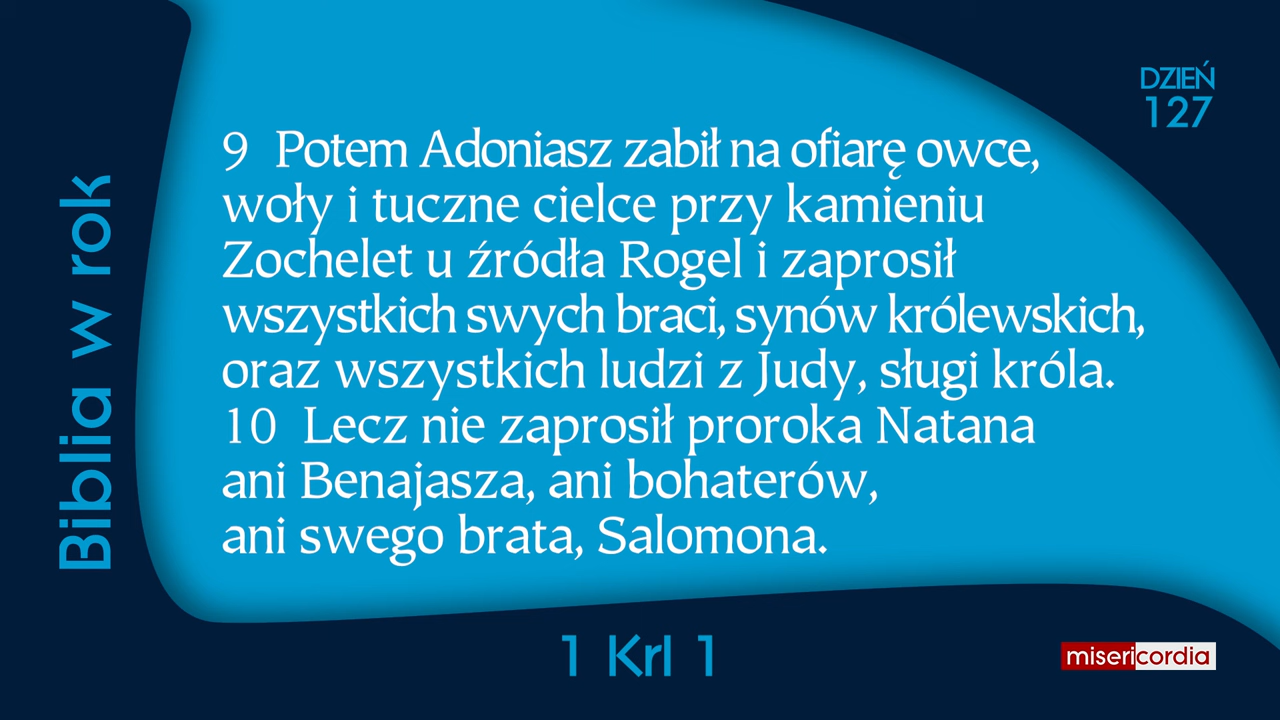 DZIEŃ
127
9 Potem Adoniasz zabił na ofiarę owce,
woły i tuczne cielce przy kamieniu
Zochelet u źródła Rogel i zaprosił
wszystkich swych braci, synów królewskich,
oraz wszystkich ludzi z Judy, sługi króla.
10 Lecz nie zaprosił proroka Natana
ani Benajasza, ani bohaterów,
ani swego brata, Salomona.
Biblia w rok
1 Krl 1
misericordia